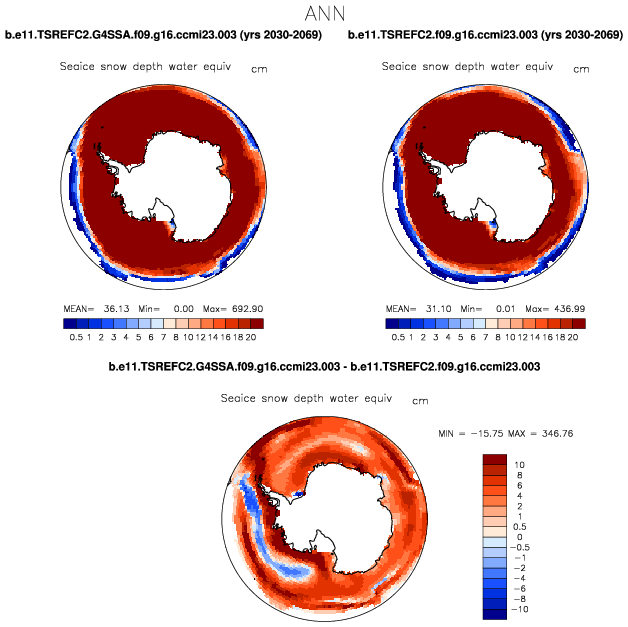 ANN
b.e11.TSREFC2.G4SSA.f09.g16.ccmi23.003 (yrs 2030-2069)
b.e11.TSREFC2.f09.g16.ccmi23.003 (yrs 2030-2069)
Seaice snow depth water equiv cm
Seaice snow depth water equiv cm
MEAN= 36.13 Min= 0.00 Max= 692.90
MEAN= 31.10 Min= 0.01 Max= 436.99
0.5 1 2 3 4 5 6 7 8 10 12 14 16 18 20
0.5 1 2 3 4 5 6 7 8 10 12 14 16 18 20
b.e11.TSREFC2.G4SSA.f09.g16.ccmi23.003 - b.e11.TSREFC2.f09.g16.ccmi23.003
Seaice snow depth water equiv cm
MIN = -15.75 MAX = 346.76
10
8
6
4
2
1
0.5
0
-0.5
-1
-2
-4
-6
-8
-10